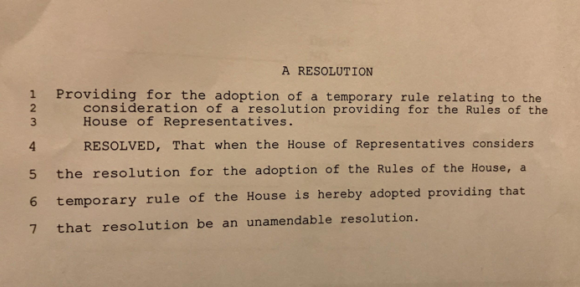 A RESOLUTION
1 Providing for the adoption of a temporary rule relating to the
2 consideration of a resolution providing for the Rules of the
3 House of Representatives.
4 RESOLVED, That when the House of Representatives considers
5 the resolution for the adoption of the Rules of the House, a
6 temporary rule of the House is hereby adopted providing that
7 that resolution be an unamendable resolution.